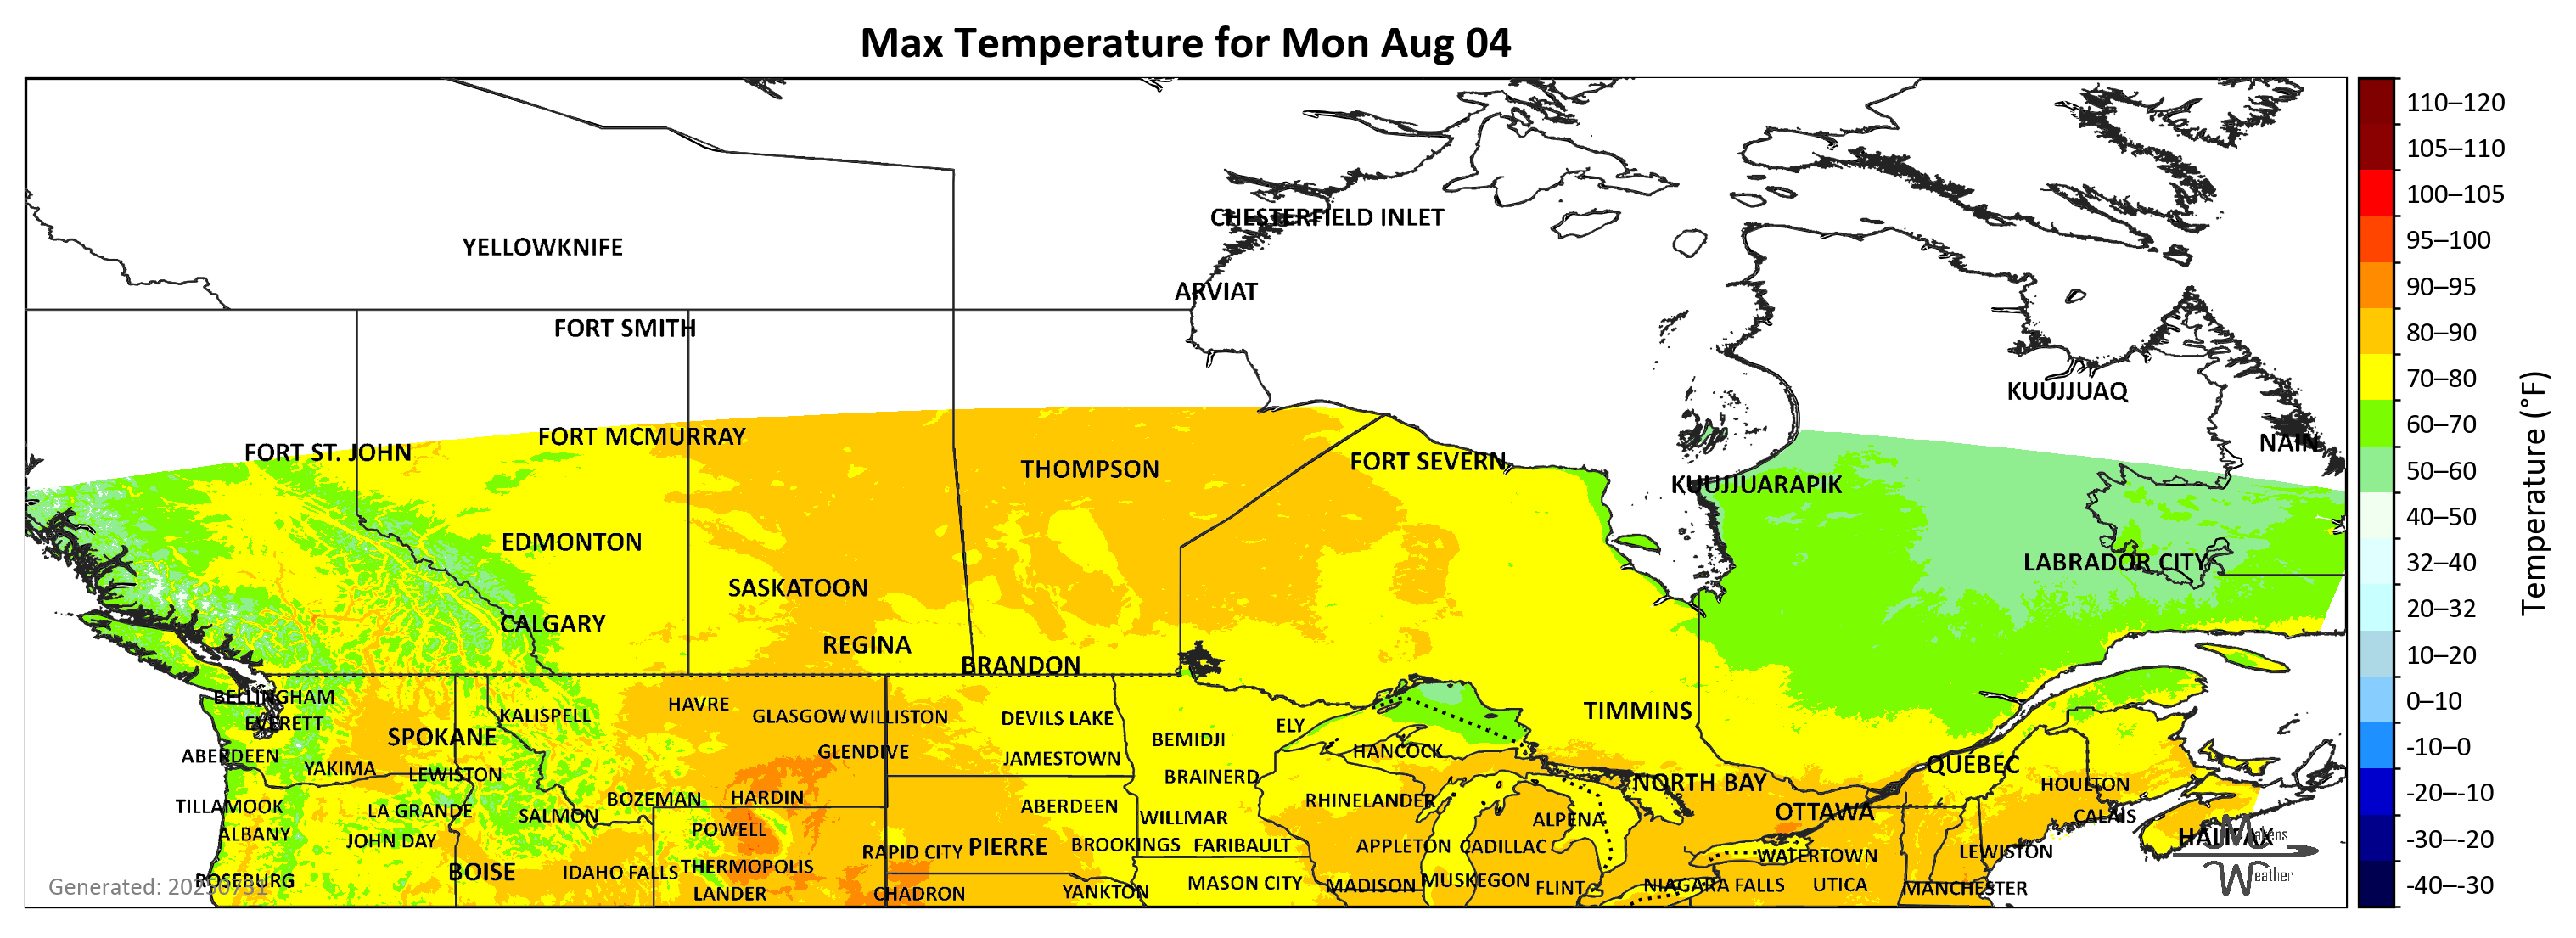 Max Temperature for Mon Aug 04
110–120
105–110
CHESTERFIELD INLET
100–105
YELLOWKNIFE
95–100
ARVIAT
90–95
FORT SMITH
80–90
KUUJJUAQ
70–80
FORT ST. JOHN
FORT MCMURRAY
THOMPSON
FORT SEVERN
NAIN
60–70
KUUJJUARAPIK
50–60
EDMONTON
40–50
LABRADOR CITY
32–40
SASKATOON
20–32
CALGARY
REGINA
BRANDON
10–20
Temperature (°F)
BELLINGHAM
HAVRE
0–10
EVERETT
KALISPELL
GLASGOW
WILLISTON
DEVILS LAKE
ELY
TIMMINS
SPOKANE
BEMIDJI
-10–0
ABERDEEN
GLENDIVE
JAMESTOWN
HANCOCK
QUÉBEC
YAKIMA
LEWISTON
BRAINERD
NORTH BAY
HOULTON
-20–-10
TILLAMOOK
LA GRANDE
SALMON
BOZEMAN
HARDIN
ABERDEEN
WILLMAR
RHINELANDER
ALPENA
OTTAWA
CALAIS
ALBANY
JOHN DAY
POWELL
RAPID CITY
PIERRE
BROOKINGS
FARIBAULT
APPLETON
CADILLAC
WATERTOWN
LEWISTON
HALIFAX
Makens
Weather
-30–-20
BOISE
IDAHO FALLS
THERMOPOLIS
ROSEBURG
Generated: 20250731
LANDER
CHADRON
YANKTON
MASON CITY
MADISON
MUSKEGON
FLINT
NIAGARA FALLS
UTICA
MANCHESTER
-40–-30